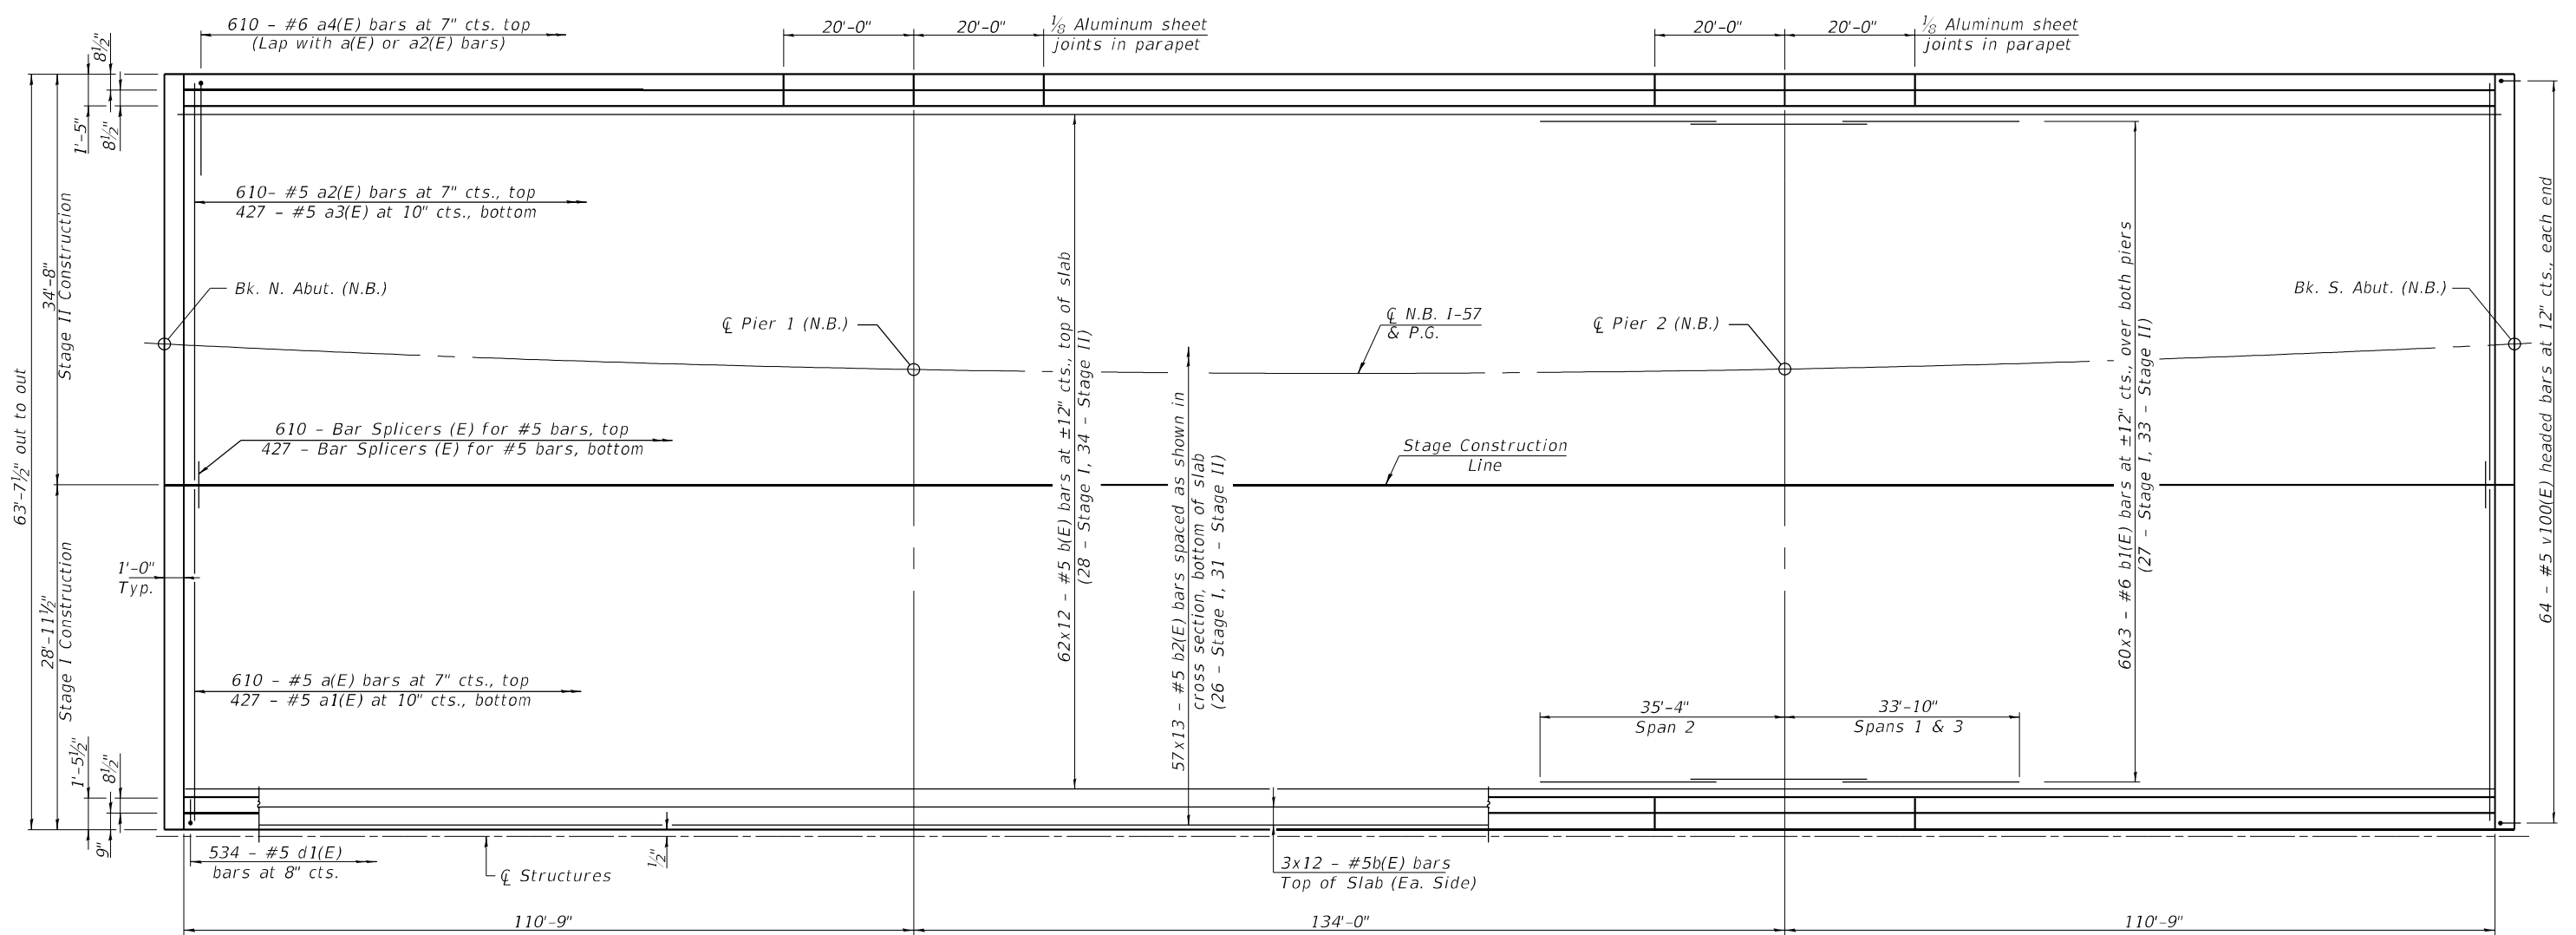 610 - #6 a4(E) bars at 7" cts. top
(Lap with a(E) or a2(E) bars)
20'-0"
20'-0"
⅛ Aluminum sheet
joints in parapet
20'-0"
20'-0"
⅛ Aluminum sheet
joints in parapet
8½"
1'-5"
8½"
610- #5 a2(E) bars at 7" cts., top
427 - #5 a3(E) at 10" cts., bottom
34'-8"
Stage II Construction
Bk. N. Abut. (N.B.)
℄ Pier 1 (N.B.)
℄ N.B. I-57
& P.G.
℄ Pier 2 (N.B.)
Bk. S. Abut. (N.B.)
63'-7½" out to out
610 - Bar Splicers (E) for #5 bars, top
427 - Bar Splicers (E) for #5 bars, bottom
62x12 - #5 b(E) bars at ±12" cts., top of slab
(28 - Stage I, 34 - Stage II)
57x13 - #5 b2(E) bars spaced as shown in
cross section, bottom of slab
(26 - Stage I, 31 - Stage II)
Stage Construction
Line
60x3 - #6 b1(E) bars at ±12" cts., over both piers
(27 - Stage I, 33 - Stage II)
64 - #5 v100(E) headed bars at 12" cts., each end
1'-0"
Typ.
28'-11½"
Stage I Construction
610 - #5 a(E) bars at 7" cts., top
427 - #5 a1(E) at 10" cts., bottom
35'-4"
Span 2
33'-10"
Spans 1 & 3
1'-5½"
8½"
9"
534 - #5 d1(E)
bars at 8" cts.
℄ Structures
½"
3x12 - #5b(E) bars
Top of Slab (Ea. Side)
110'-9"
134'-0"
110'-9"